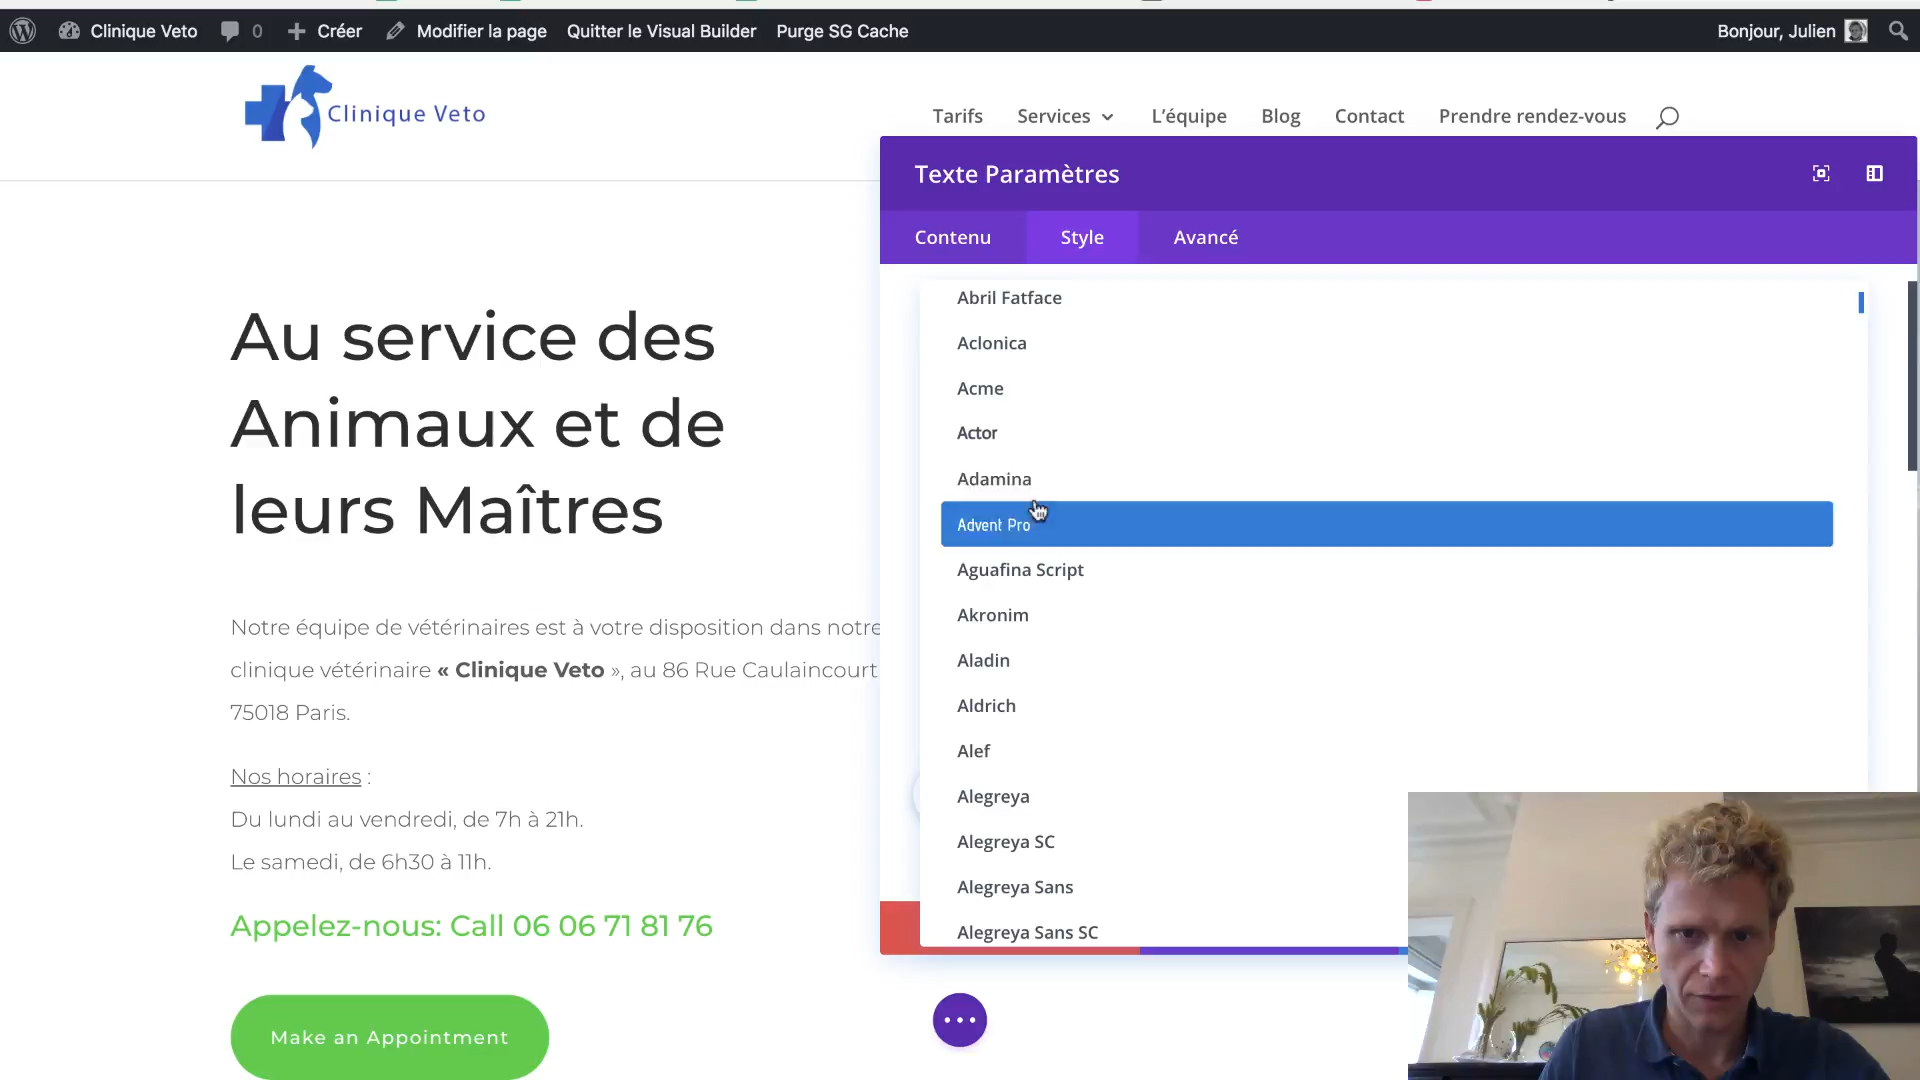 Clinique Veto
0
Créer
Modifier la page
Quitter le Visual Builder
Purge SG Cache
Bonjour, Julien
Clinique Veto
Tarifs
Services
L'équipe
Blog
Contact
Prendre rendez-vous
Texte Paramètres
Contenu
Style
Avancé
Au service des
Animaux et de
leurs Maîtres
Notre équipe de vétérinaires est à votre disposition dans notre
clinique vétérinaire « Clinique Veto », au 86 Rue Caulaincourt
75018 Paris.
Nos horaires :
Du lundi au vendredi, de 7h à 21h.
Le samedi, de 6h30 à 11h.
Appelez-nous: Call 06 06 71 81 76
Make an Appointment
Abril Fatface
Aclonica
Acme
Actor
Adamina
Advent Pro
Aguafina Script
Akronim
Aladin
Aldrich
Alef
Alegreya
Alegreya SC
Alegreya Sans
Alegreya Sans SC